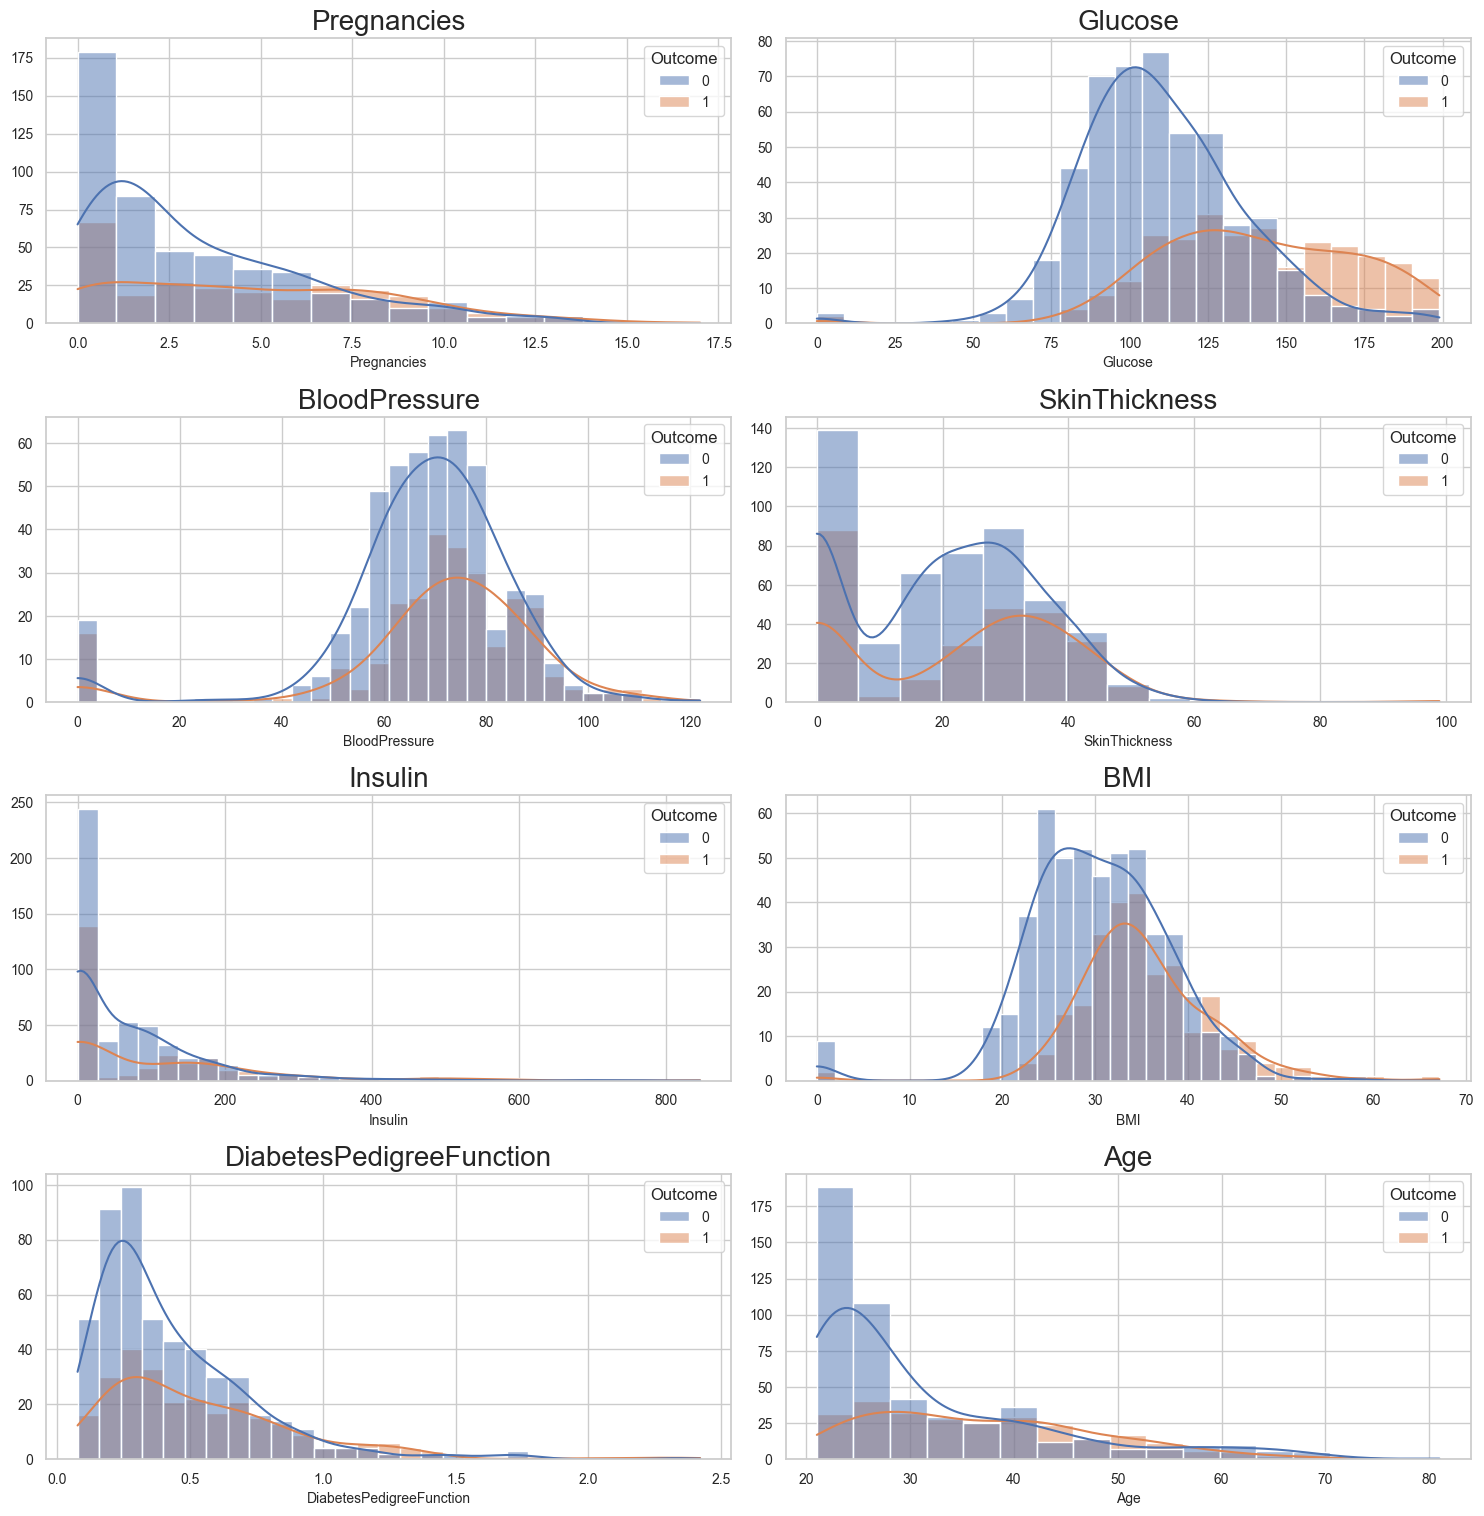 Pregnancies
Glucose
175
150
125
100
75
50
25
0
Outcome
0
1
0.0 2.5 5.0 7.5 10.0 12.5 15.0 17.5
Pregnancies
80
70
60
50
40
30
20
10
0
Outcome
0
1
0 25 50 75 100 125 150 175 200
Glucose
BloodPressure
SkinThickness
60
50
40
30
20
10
0
Outcome
0
1
0 20 40 60 80 100 120
BloodPressure
140
120
100
80
60
40
20
0
Outcome
0
1
0 20 40 60 80 100
SkinThickness
Insulin
BMI
250
200
150
100
50
0
Outcome
0
1
0 200 400 600 800
Insulin
60
50
40
30
20
10
0
Outcome
0
1
0 10 20 30 40 50 60 70
BMI
DiabetesPedigreeFunction
Age
100
80
60
40
20
0
Outcome
0
1
0.0 0.5 1.0 1.5 2.0 2.5
DiabetesPedigreeFunction
175
150
125
100
75
50
25
0
Outcome
0
1
20 30 40 50 60 70 80
Age